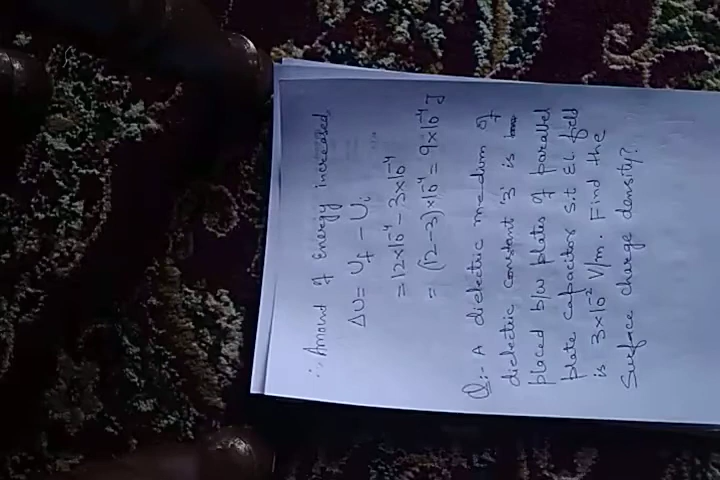 ∴ Amount of Energy increased
ΔU = Uf - Ui
= 12×10⁻⁴ - 3×10⁻⁴
= (12-3)×10⁻⁴ = 9×10⁻⁴ J
Q:- A dielectric medium of
dielectric constant '3' is
placed b/w plates of parallel
plate capacitor s.t El. field
is 3×10⁻² V/m. Find the
Surface charge density?